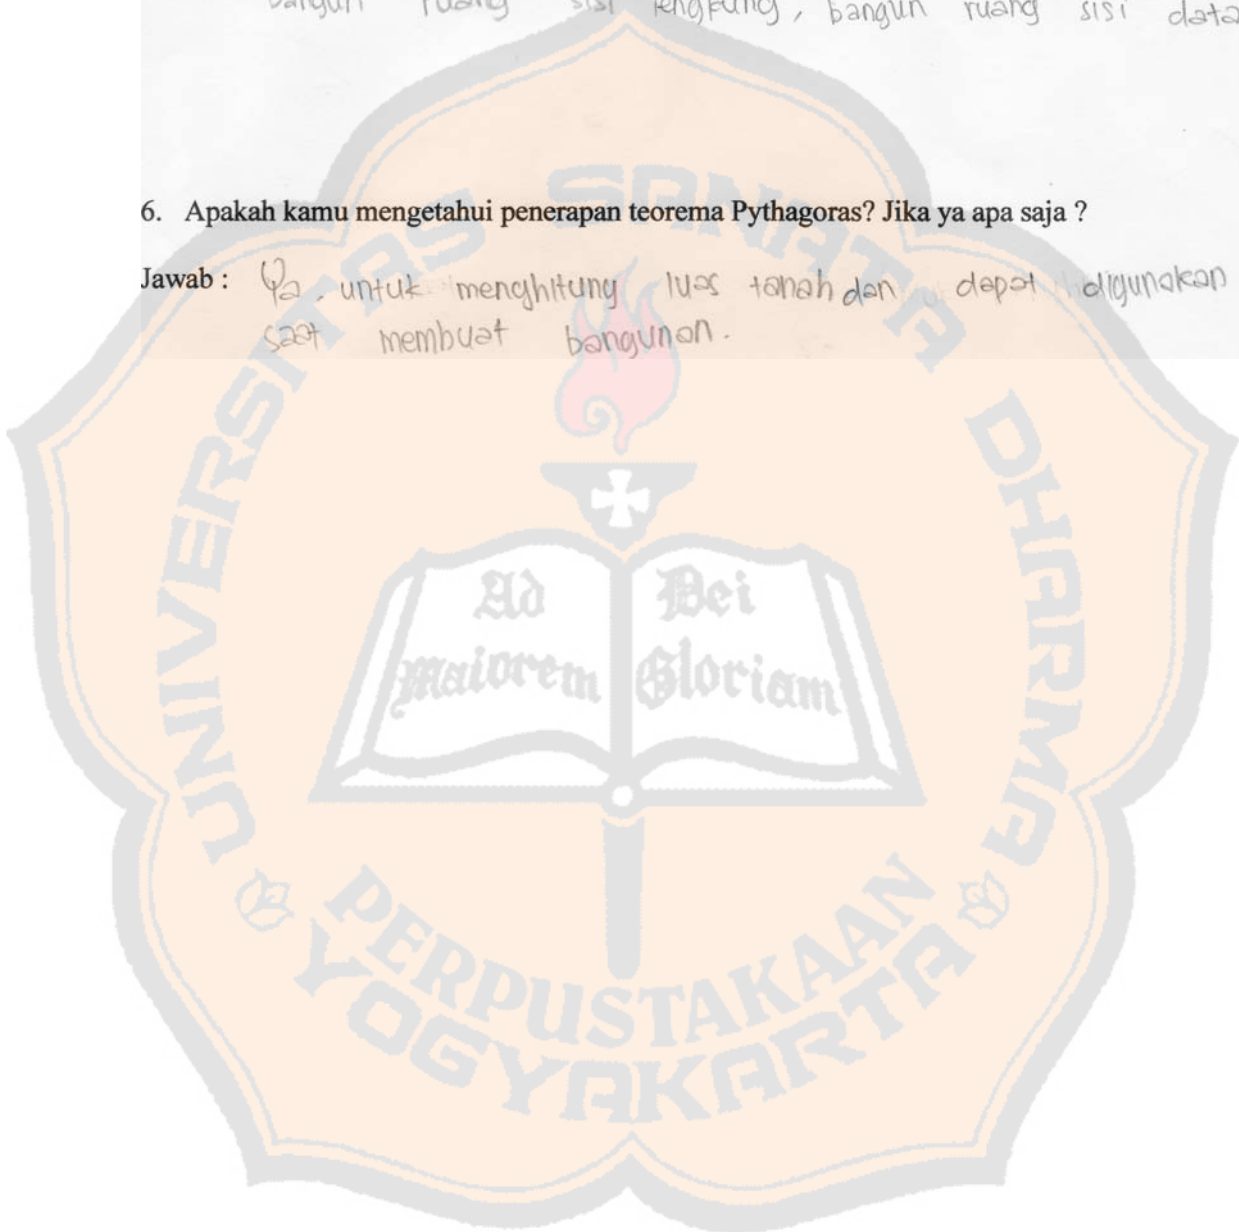 bangun ruang sisi lengkung, bangun ruang sisi data
6. Apakah kamu mengetahui penerapan teorema Pythagoras? Jika ya apa saja ?
Jawab : Ya, untuk menghitung luas tanah dan dapat digunakan
saat membuat bangunan.
UNIVERSITAS SANATA DHARMA
Ad Dei
maiorem Gloriam
PERPUSTAKAAN
YOGYAKARTA